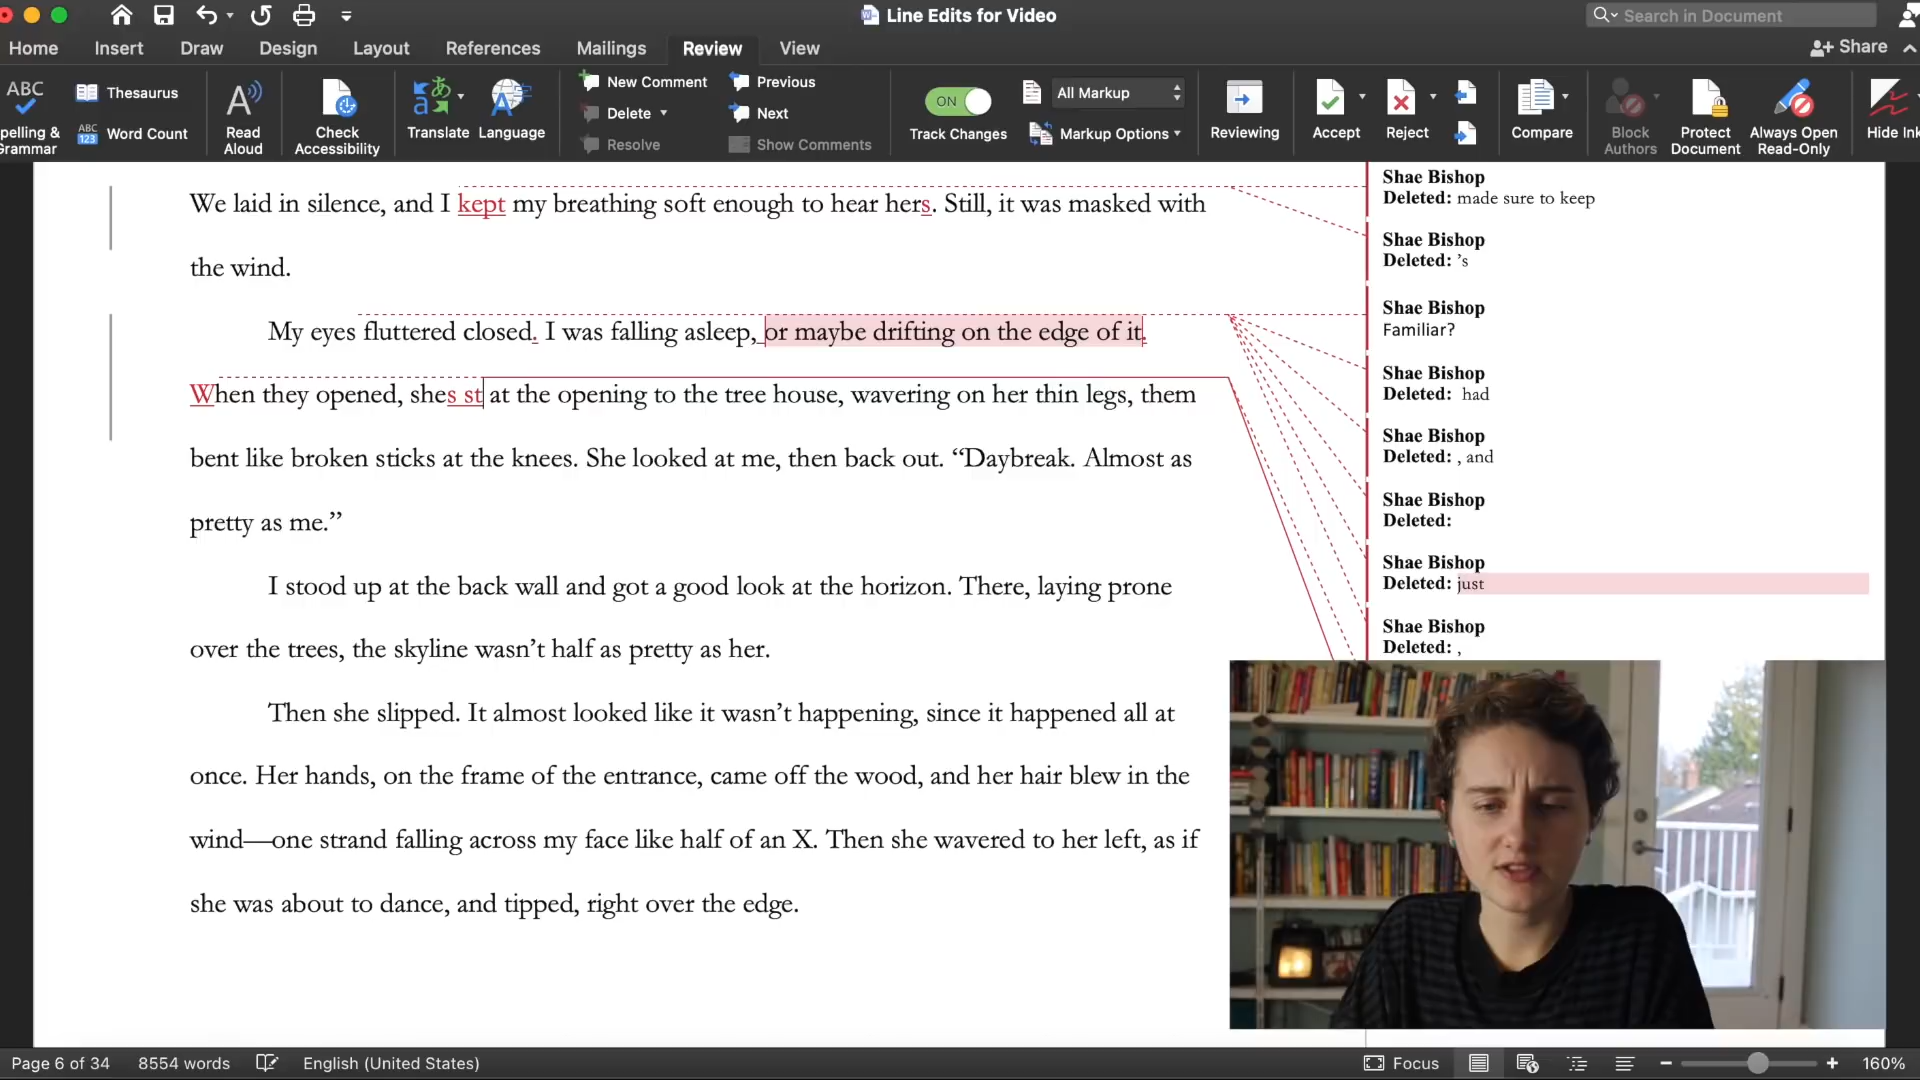 Line Edits for Video
Search in Document
Home Insert Draw Design Layout References Mailings Review View
Share
ABC
pelling & Grammar
Thesaurus
ABC 123 Word Count
Read Aloud
Check Accessibility
Translate
Language
New Comment
Delete
Resolve
Previous
Next
Show Comments
ON
Track Changes
All Markup
Markup Options
Reviewing
Accept
Reject
Compare
Block Authors
Protect Document
Always Open Read-Only
Hide Ink
We laid in silence, and I kept my breathing soft enough to hear hers. Still, it was masked with
the wind.
My eyes fluttered closed. I was falling asleep, or maybe drifting on the edge of it.
When they opened, shes st at the opening to the tree house, wavering on her thin legs, them
bent like broken sticks at the knees. She looked at me, then back out. “Daybreak. Almost as
pretty as me.”
I stood up at the back wall and got a good look at the horizon. There, laying prone
over the trees, the skyline wasn’t half as pretty as her.
Then she slipped. It almost looked like it wasn’t happening, since it happened all at
once. Her hands, on the frame of the entrance, came off the wood, and her hair blew in the
wind—one strand falling across my face like half of an X. Then she wavered to her left, as if
she was about to dance, and tipped, right over the edge.
Shae Bishop
Deleted: made sure to keep
Shae Bishop
Deleted: ’s
Shae Bishop
Familiar?
Shae Bishop
Deleted: had
Shae Bishop
Deleted: , and
Shae Bishop
Deleted:
Shae Bishop
Deleted: just
Shae Bishop
Deleted: ,
Page 6 of 34 8554 words English (United States)
Focus
160%